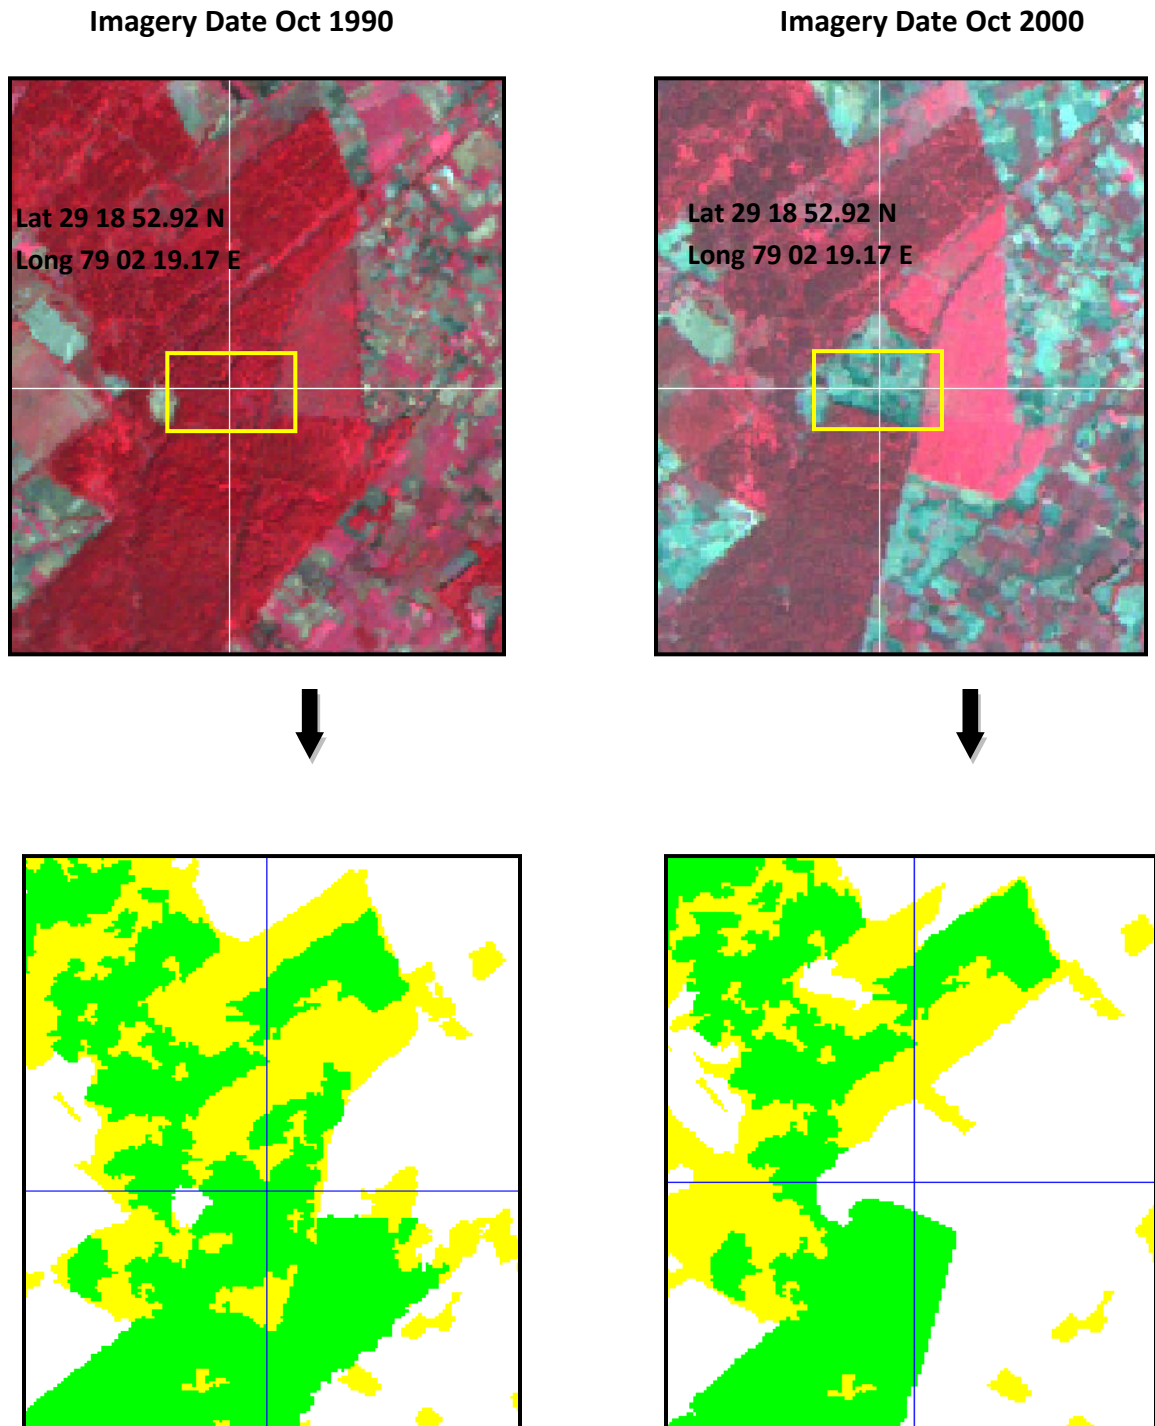 Imagery Date Oct 1990
Imagery Date Oct 2000
Lat 29 18 52.92 N
Long 79 02 19.17 E
Lat 29 18 52.92 N
Long 79 02 19.17 E